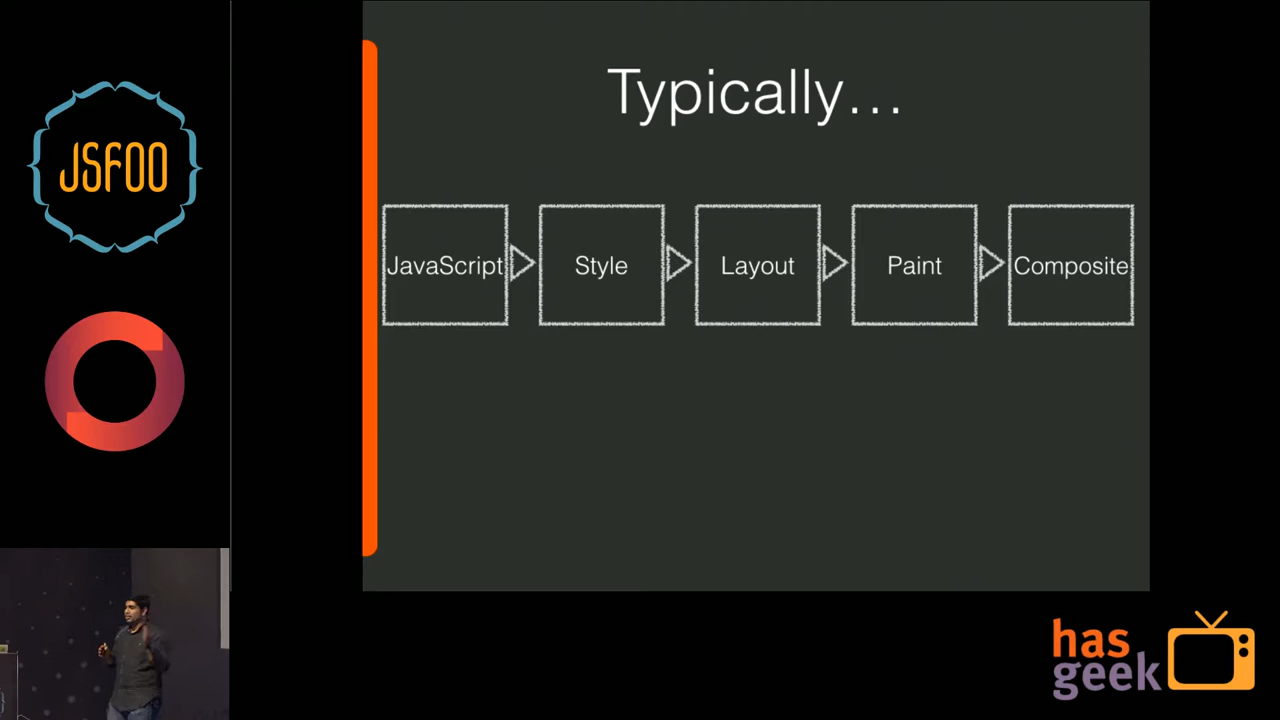 Typically…
JavaScript
Style
Layout
Paint
Composite
JSFOO
has
geek